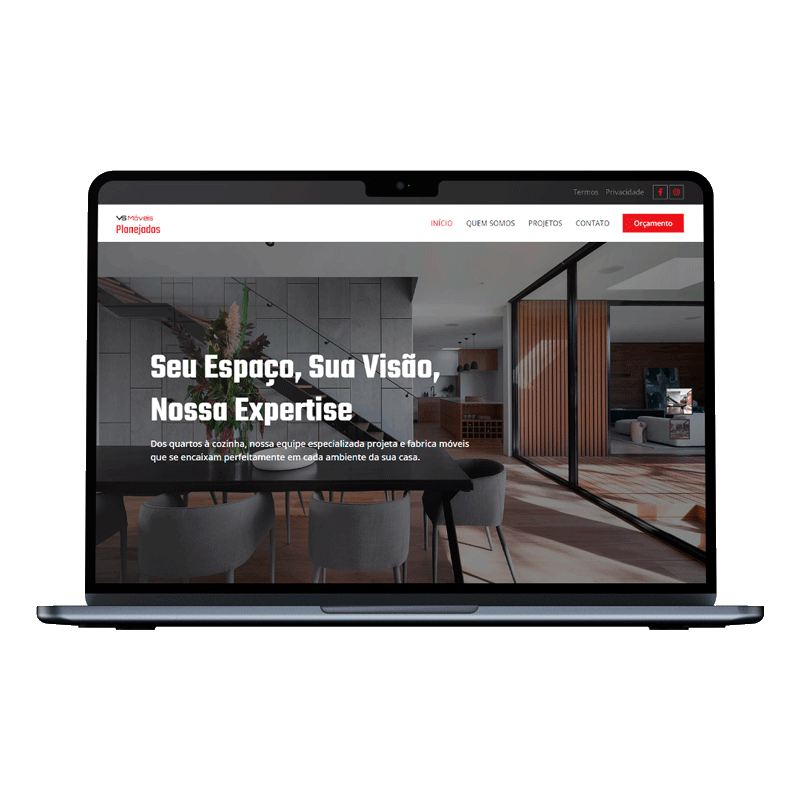 Termos Privacidade
VS Móveis
Planejados
INÍCIO QUEM SOMOS PROJETOS CONTATO Orçamento
Seu Espaço, Sua Visão,
Nossa Expertise
Dos quartos à cozinha, nossa equipe especializada projeta e fabrica móveis
que se encaixam perfeitamente em cada ambiente da sua casa.